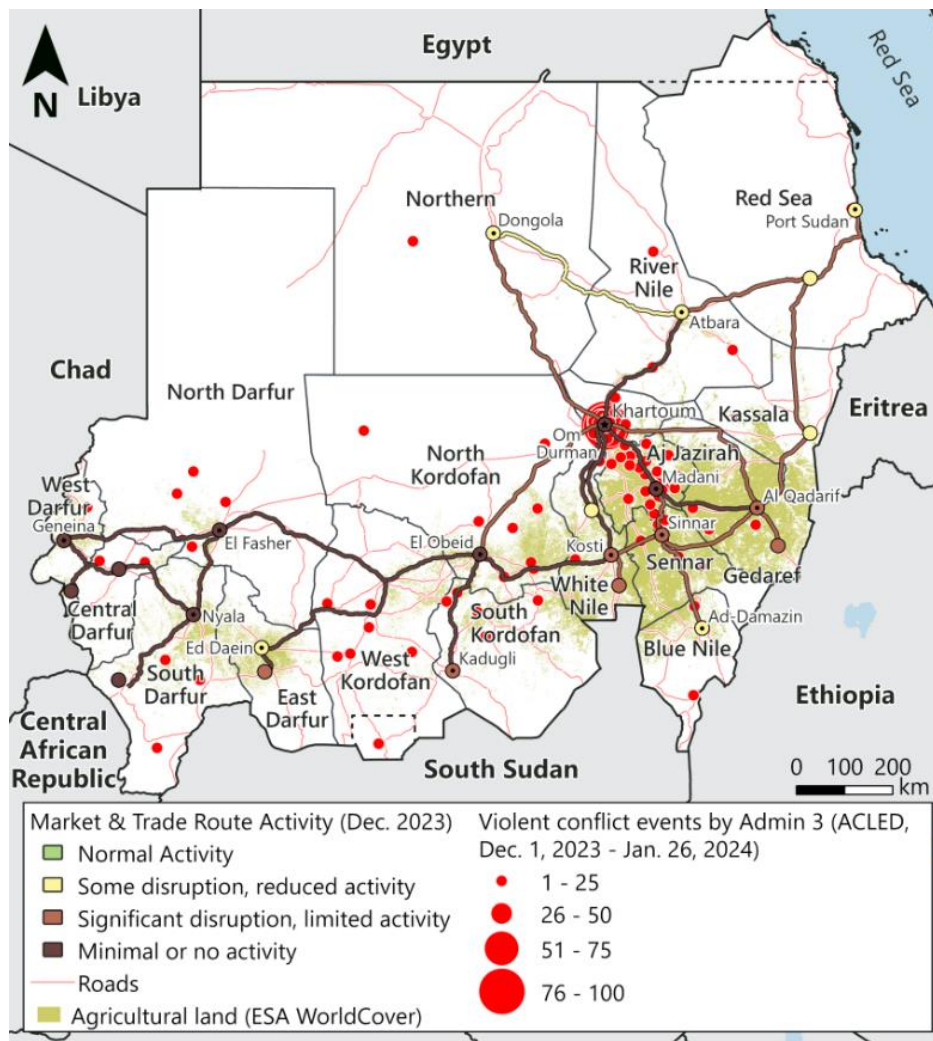 Egypt
Red Sea
Libya
N
Northern
Dongola
Red Sea
Port Sudan
River
Nile
Atbara
Chad
North Darfur
Khartoum
Kassala
Eritrea
Om
Durman
Aj Jazirah
Madani
North
Kordofan
West
Darfur
Geneina
El Fasher
El Obeid
Al Qadarif
Sinnar
Kosti
Sennar
Gedaref
White
Nile
Central
Darfur
Nyala
South
Kordofan
Ad-Damazin
Blue Nile
Ed Daein
Kadugli
South
Darfur
West
Kordofan
East
Darfur
Ethiopia
Central
African
Republic
South Sudan
0 100 200
km
Market & Trade Route Activity (Dec. 2023)
Normal Activity
Some disruption, reduced activity
Significant disruption, limited activity
Minimal or no activity
Roads
Agricultural land (ESA WorldCover)
Violent conflict events by Admin 3 (ACLED,
Dec. 1, 2023 - Jan. 26, 2024)
1 - 25
26 - 50
51 - 75
76 - 100